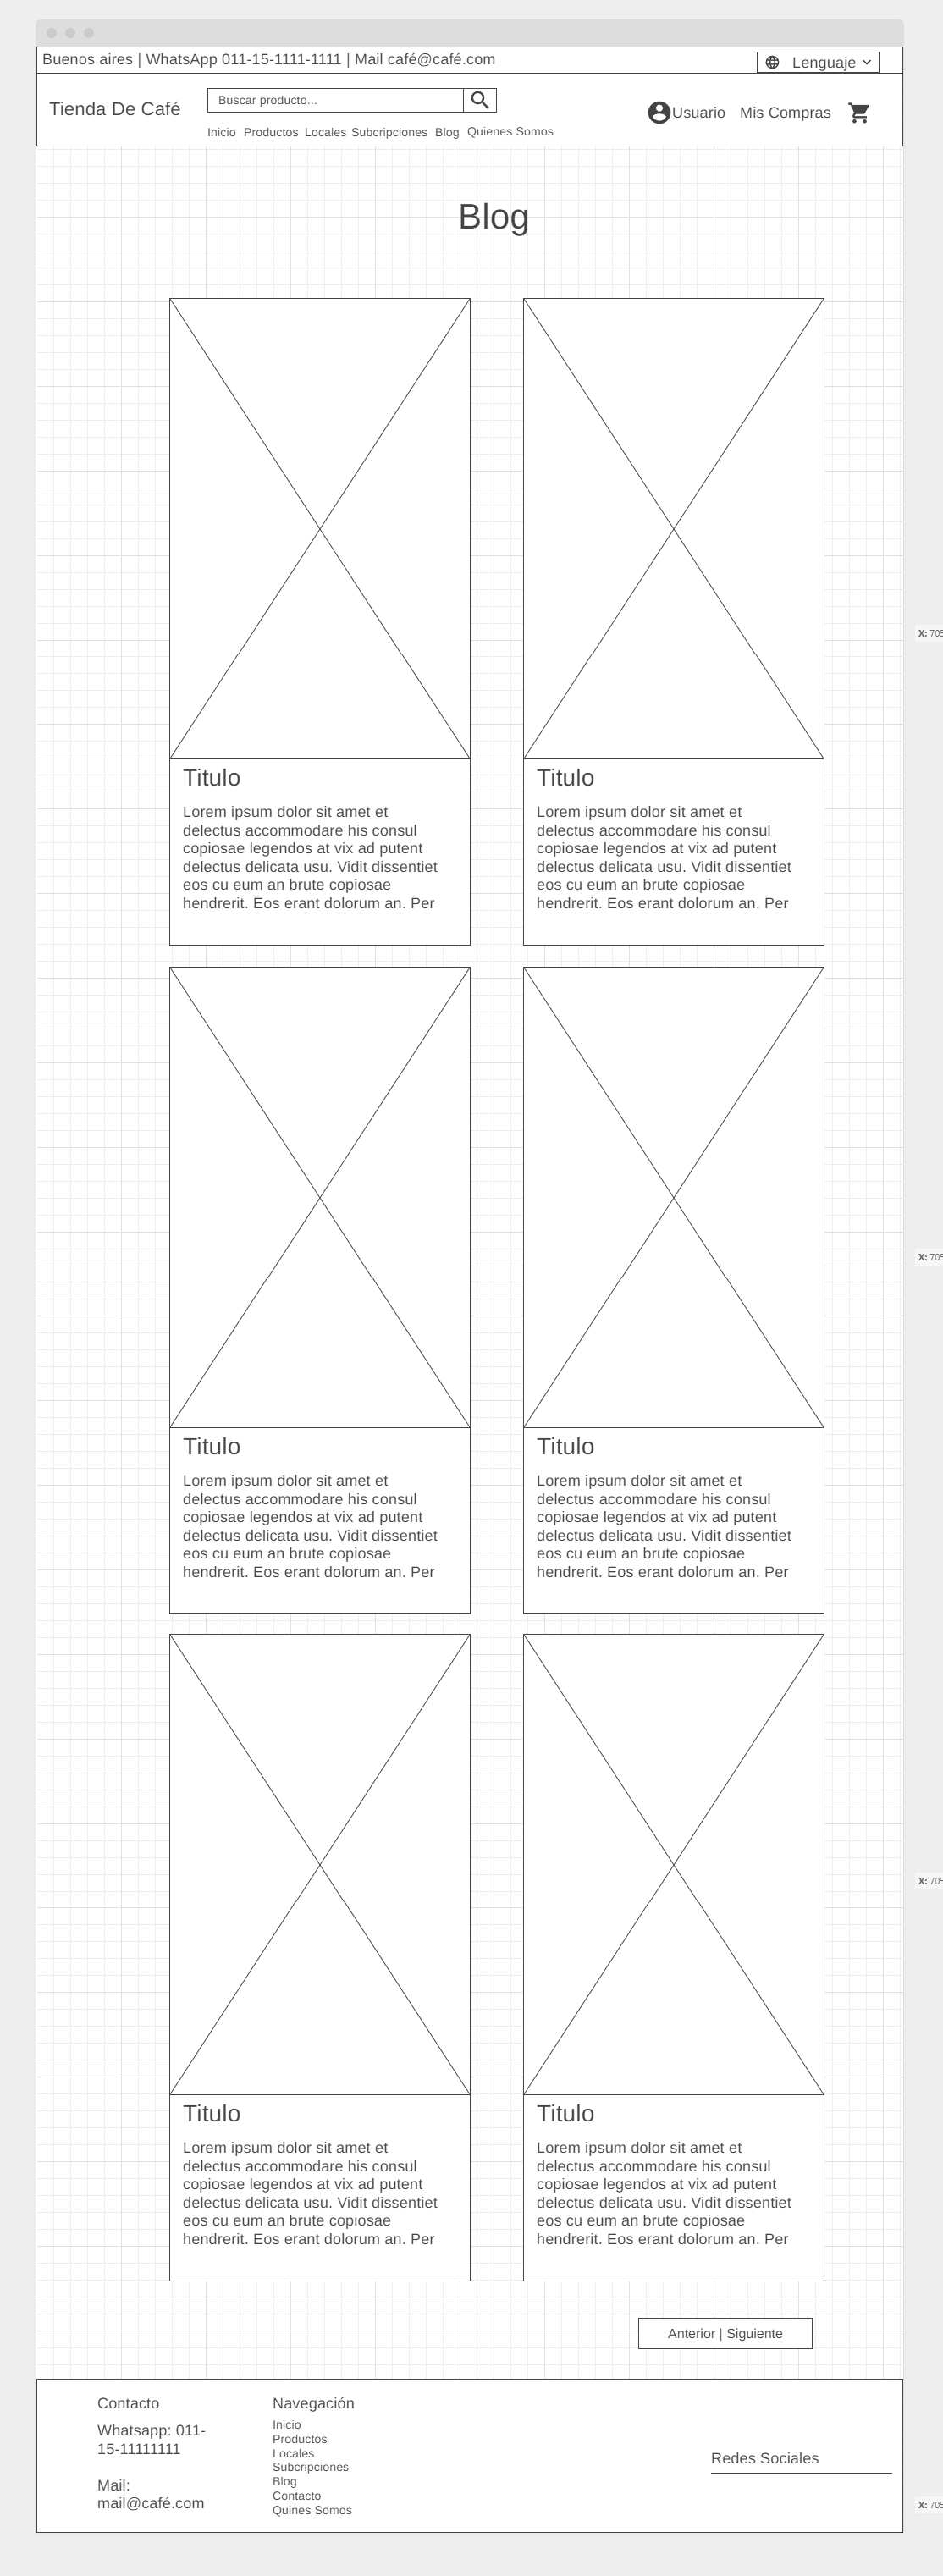 Buenos aires | WhatsApp 011-15-1111-1111 | Mail café@café.com
Lenguaje
Tienda De Café
Buscar producto...
Usuario Mis Compras
Inicio Productos Locales Subcripciones Blog Quienes Somos
Blog
X: 705
Titulo
Lorem ipsum dolor sit amet et
delectus accommodare his consul
copiosae legendos at vix ad putent
delectus delicata usu. Vidit dissentiet
eos cu eum an brute copiosae
hendrerit. Eos erant dolorum an. Per
Titulo
Lorem ipsum dolor sit amet et
delectus accommodare his consul
copiosae legendos at vix ad putent
delectus delicata usu. Vidit dissentiet
eos cu eum an brute copiosae
hendrerit. Eos erant dolorum an. Per
X: 705
Titulo
Lorem ipsum dolor sit amet et
delectus accommodare his consul
copiosae legendos at vix ad putent
delectus delicata usu. Vidit dissentiet
eos cu eum an brute copiosae
hendrerit. Eos erant dolorum an. Per
Titulo
Lorem ipsum dolor sit amet et
delectus accommodare his consul
copiosae legendos at vix ad putent
delectus delicata usu. Vidit dissentiet
eos cu eum an brute copiosae
hendrerit. Eos erant dolorum an. Per
X: 705
Titulo
Lorem ipsum dolor sit amet et
delectus accommodare his consul
copiosae legendos at vix ad putent
delectus delicata usu. Vidit dissentiet
eos cu eum an brute copiosae
hendrerit. Eos erant dolorum an. Per
Titulo
Lorem ipsum dolor sit amet et
delectus accommodare his consul
copiosae legendos at vix ad putent
delectus delicata usu. Vidit dissentiet
eos cu eum an brute copiosae
hendrerit. Eos erant dolorum an. Per
Anterior | Siguiente
Contacto
Whatsapp: 011-
15-11111111
Mail:
mail@café.com
Navegación
Inicio
Productos
Locales
Subcripciones
Blog
Contacto
Quines Somos
Redes Sociales
X: 705